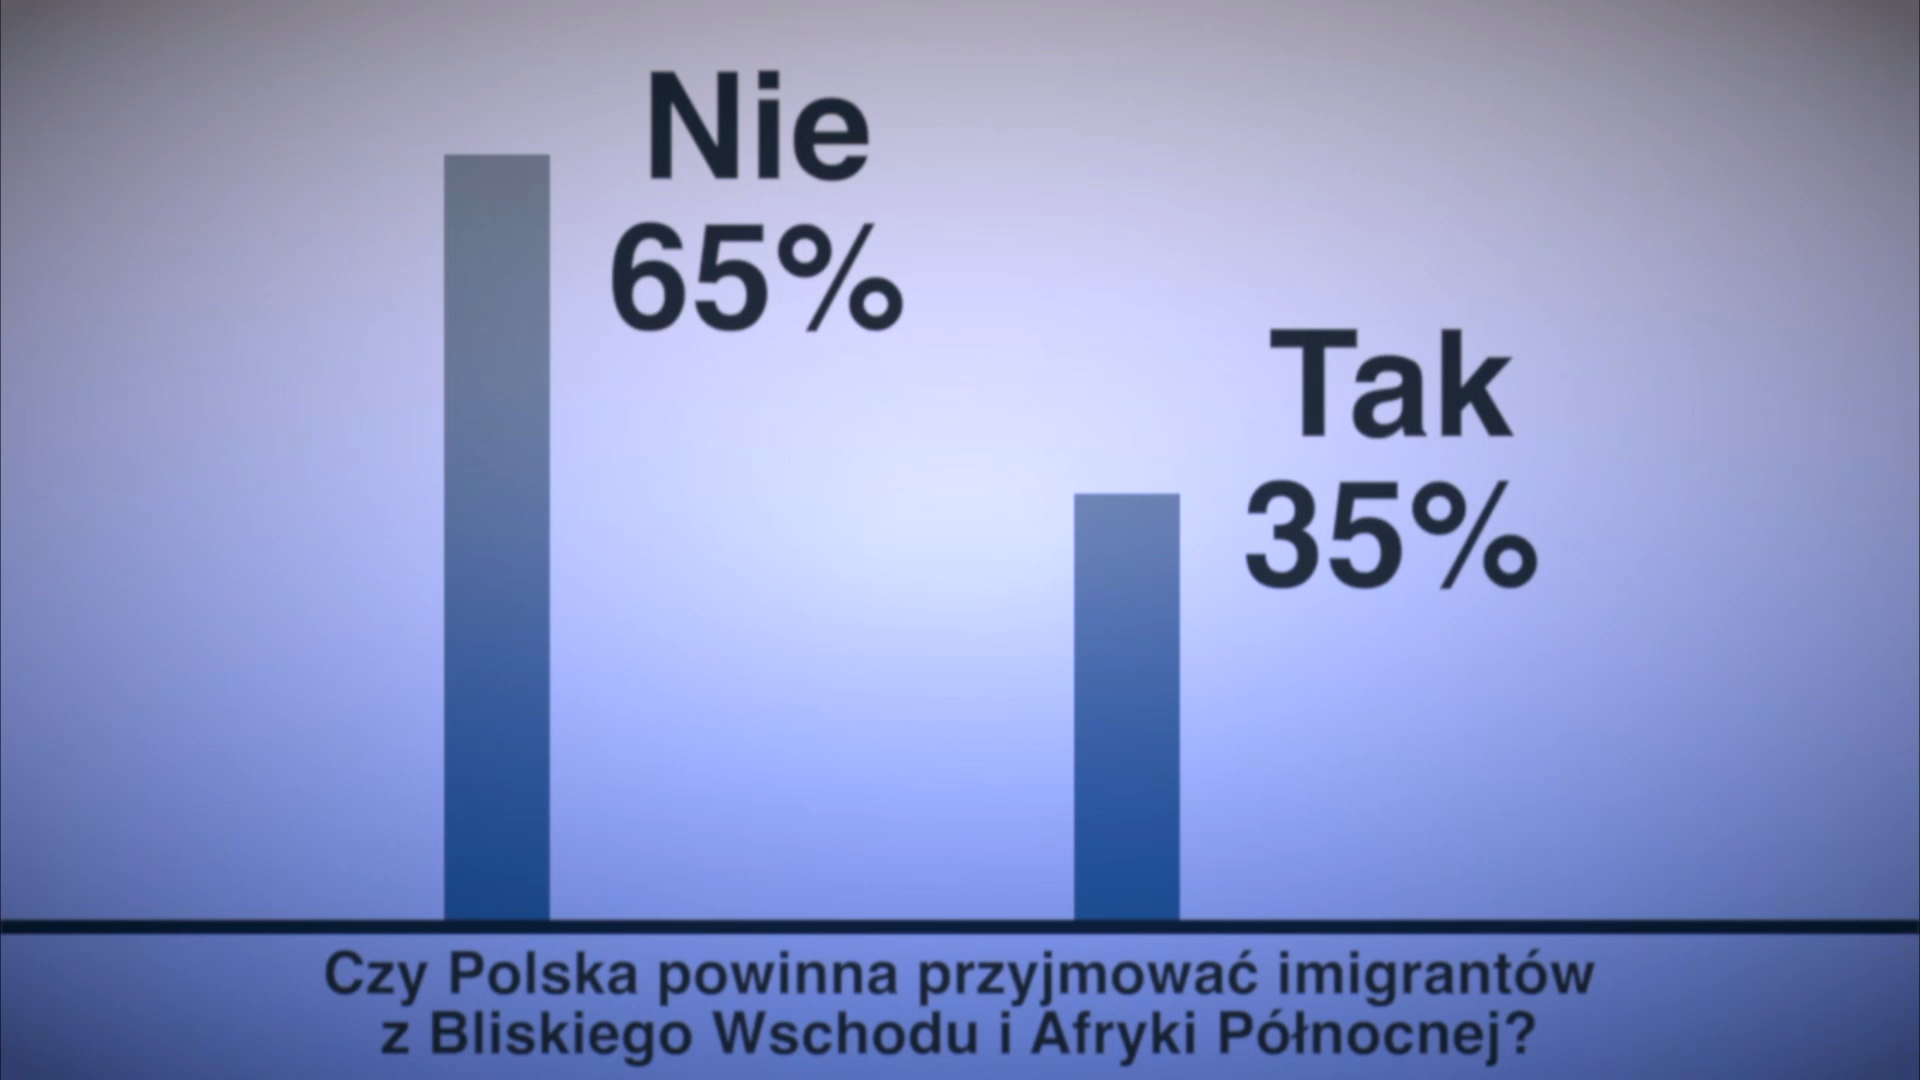 Nie
65%
Tak
35%
Czy Polska powinna przyjmować imigrantów
z Bliskiego Wschodu i Afryki Północnej?